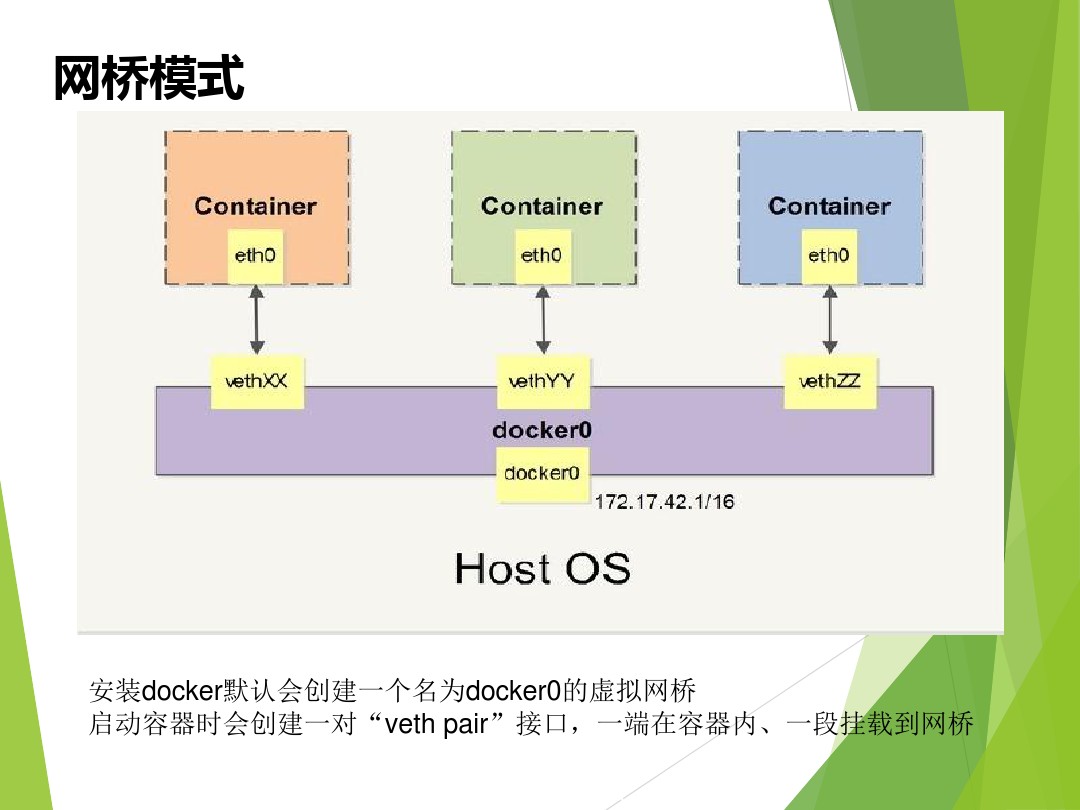 网桥模式
Container Container Container
eth0 eth0 eth0
vethXX vethYY vethZZ
docker0
docker0
172.17.42.1/16
Host OS
安装docker默认会创建一个名为docker0的虚拟网桥
启动容器时会创建一对“veth pair”接口，一端在容器内、一段挂载到网桥